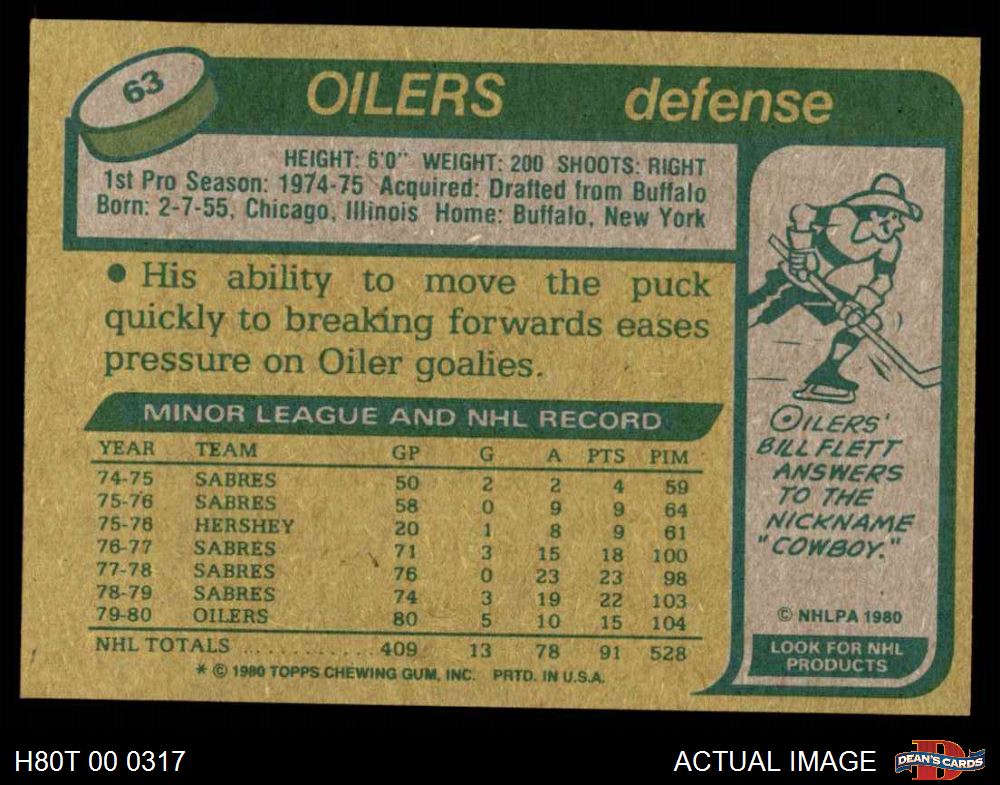 63
OILERS defense
HEIGHT: 6'0" WEIGHT: 200 SHOOTS: RIGHT
1st Pro Season: 1974-75 Acquired: Drafted from Buffalo
Born: 2-7-55, Chicago, Illinois Home: Buffalo, New York
• His ability to move the puck
quickly to breaking forwards eases
pressure on Oiler goalies.
MINOR LEAGUE AND NHL RECORD
YEAR TEAM GP G A PTS PIM
74-75 SABRES 50 2 2 4 59
75-76 SABRES 58 0 9 9 64
75-76 HERSHEY 20 1 8 9 61
76-77 SABRES 71 3 15 18 100
77-78 SABRES 76 0 23 23 98
78-79 SABRES 74 3 19 22 103
79-80 OILERS 80 5 10 15 104
NHL TOTALS ............ 409 13 78 91 528
* © 1980 TOPPS CHEWING GUM, INC. PRTD. IN U.S.A.
OILERS'
BILL FLETT
ANSWERS
TO THE
NICKNAME
"COWBOY."
© NHLPA 1980
LOOK FOR NHL
PRODUCTS
H80T 00 0317
ACTUAL IMAGE
DEAN'S CARDS